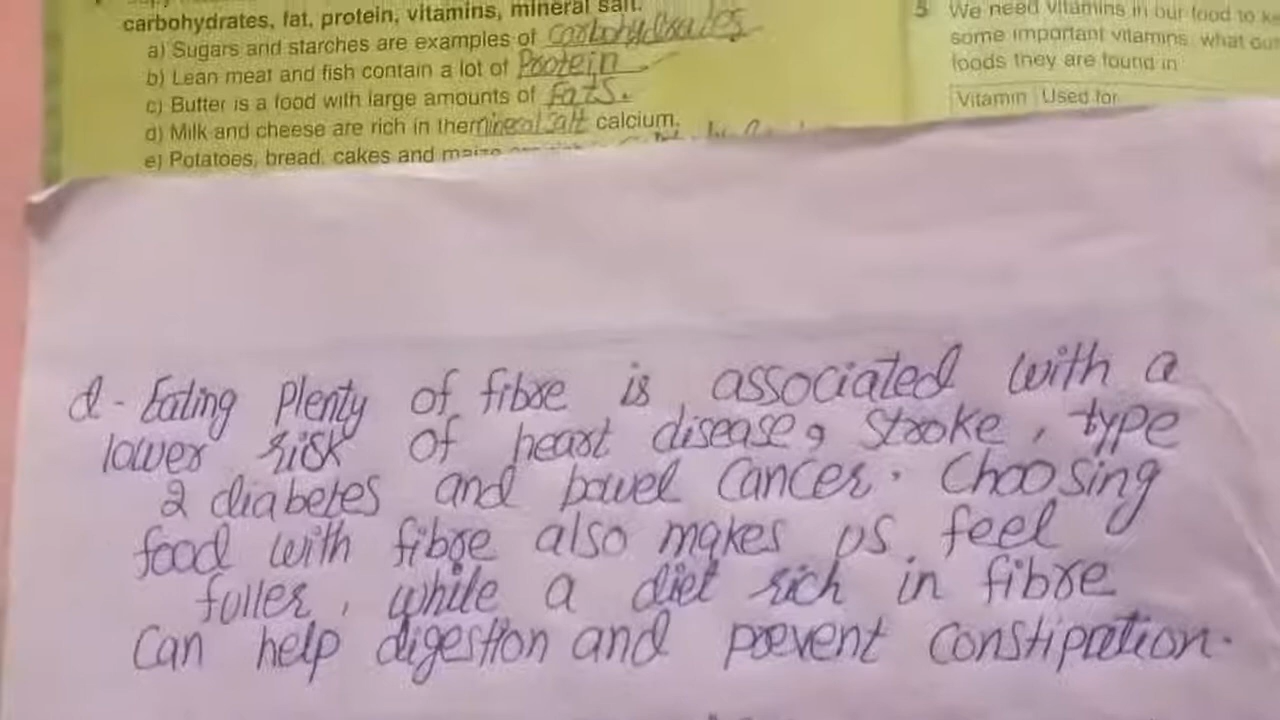 carbohydrates, fat, protein, vitamins, mineral salt.
a) Sugars and starches are examples of carbohydrates
b) Lean meat and fish contain a lot of Protein
c) Butter is a food with large amounts of Fats.
d) Milk and cheese are rich in the mineral salt calcium.
e) Potatoes, bread, cakes and maize
5 We need vitamins in our food to
some important vitamins, what
foods they are found in
Vitamin Used for
d - Eating Plenty of fibre is associated with a
lower risk of heart disease, stroke, type
2 diabetes and bowel cancer. Choosing
food with fibre also makes us feel
fuller, while a diet rich in fibre
can help digestion and prevent constipation.